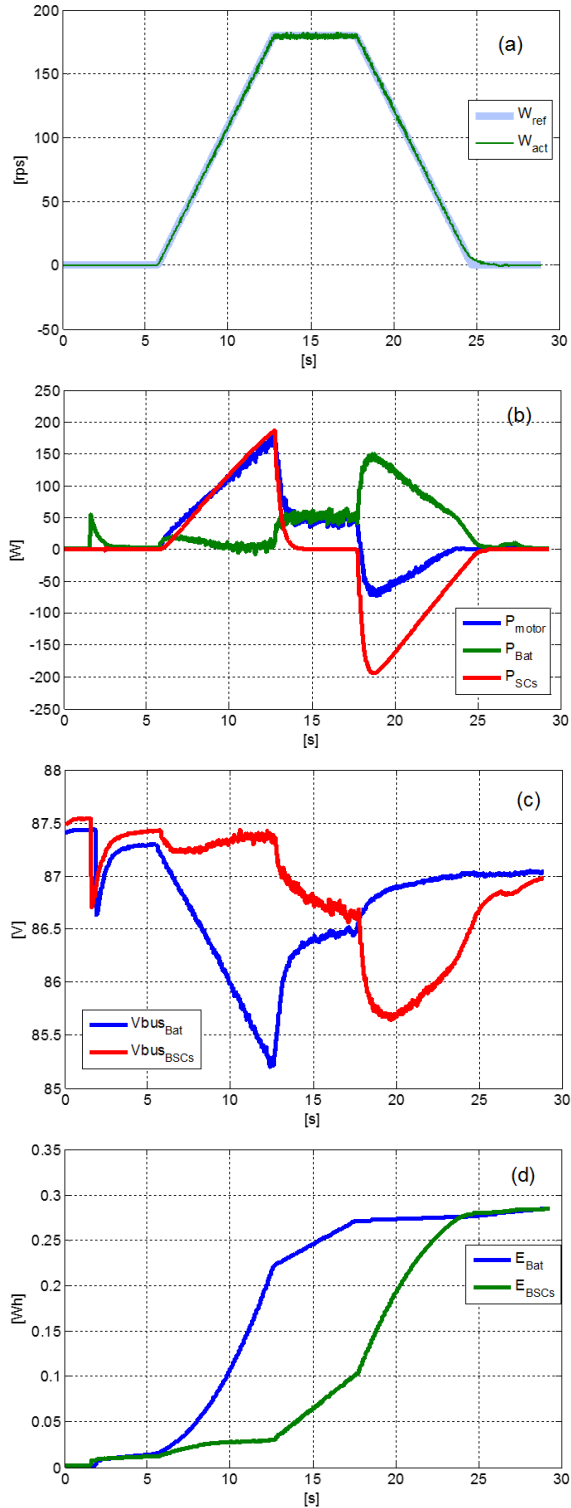 200
(a)
150
W_ref
W_act
100
[rps]
50
0
-50
0 5 10 15 20 25 30
[s]
250
200
(b)
150
100
50
[W]
0
-50
-100
P_motor
-150
P_Bat
-200
P_SCs
-250
0 5 10 15 20 25 30
[s]
88
(c)
87.5
87
[V]
86.5
86
85.5
Vbus_Bat
Vbus_BSCs
85
0 5 10 15 20 25 30
[s]
0.35
(d)
0.3
0.25
E_Bat
E_BSCs
0.2
[Wh]
0.15
0.1
0.05
0
0 5 10 15 20 25 30
[s]